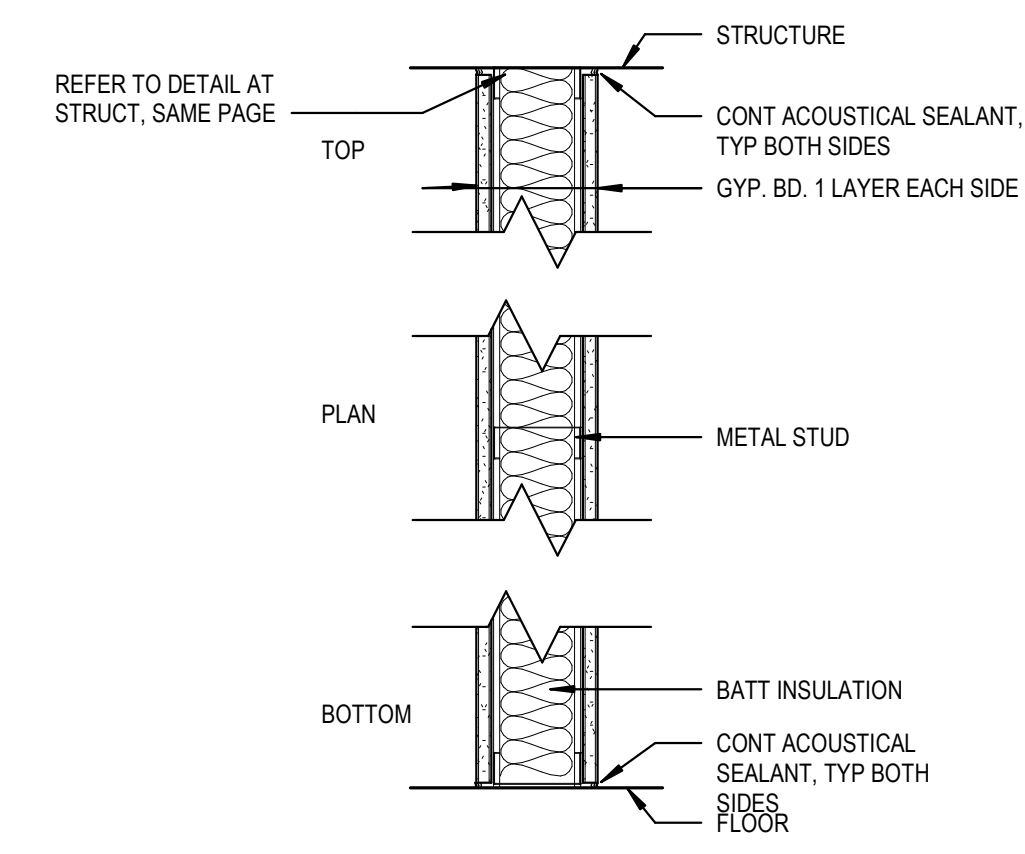 STRUCTURE
REFER TO DETAIL AT
STRUCT, SAME PAGE
CONT ACOUSTICAL SEALANT,
TYP BOTH SIDES
TOP
GYP. BD. 1 LAYER EACH SIDE
PLAN
METAL STUD
BATT INSULATION
BOTTOM
CONT ACOUSTICAL
SEALANT, TYP BOTH
SIDES
FLOOR